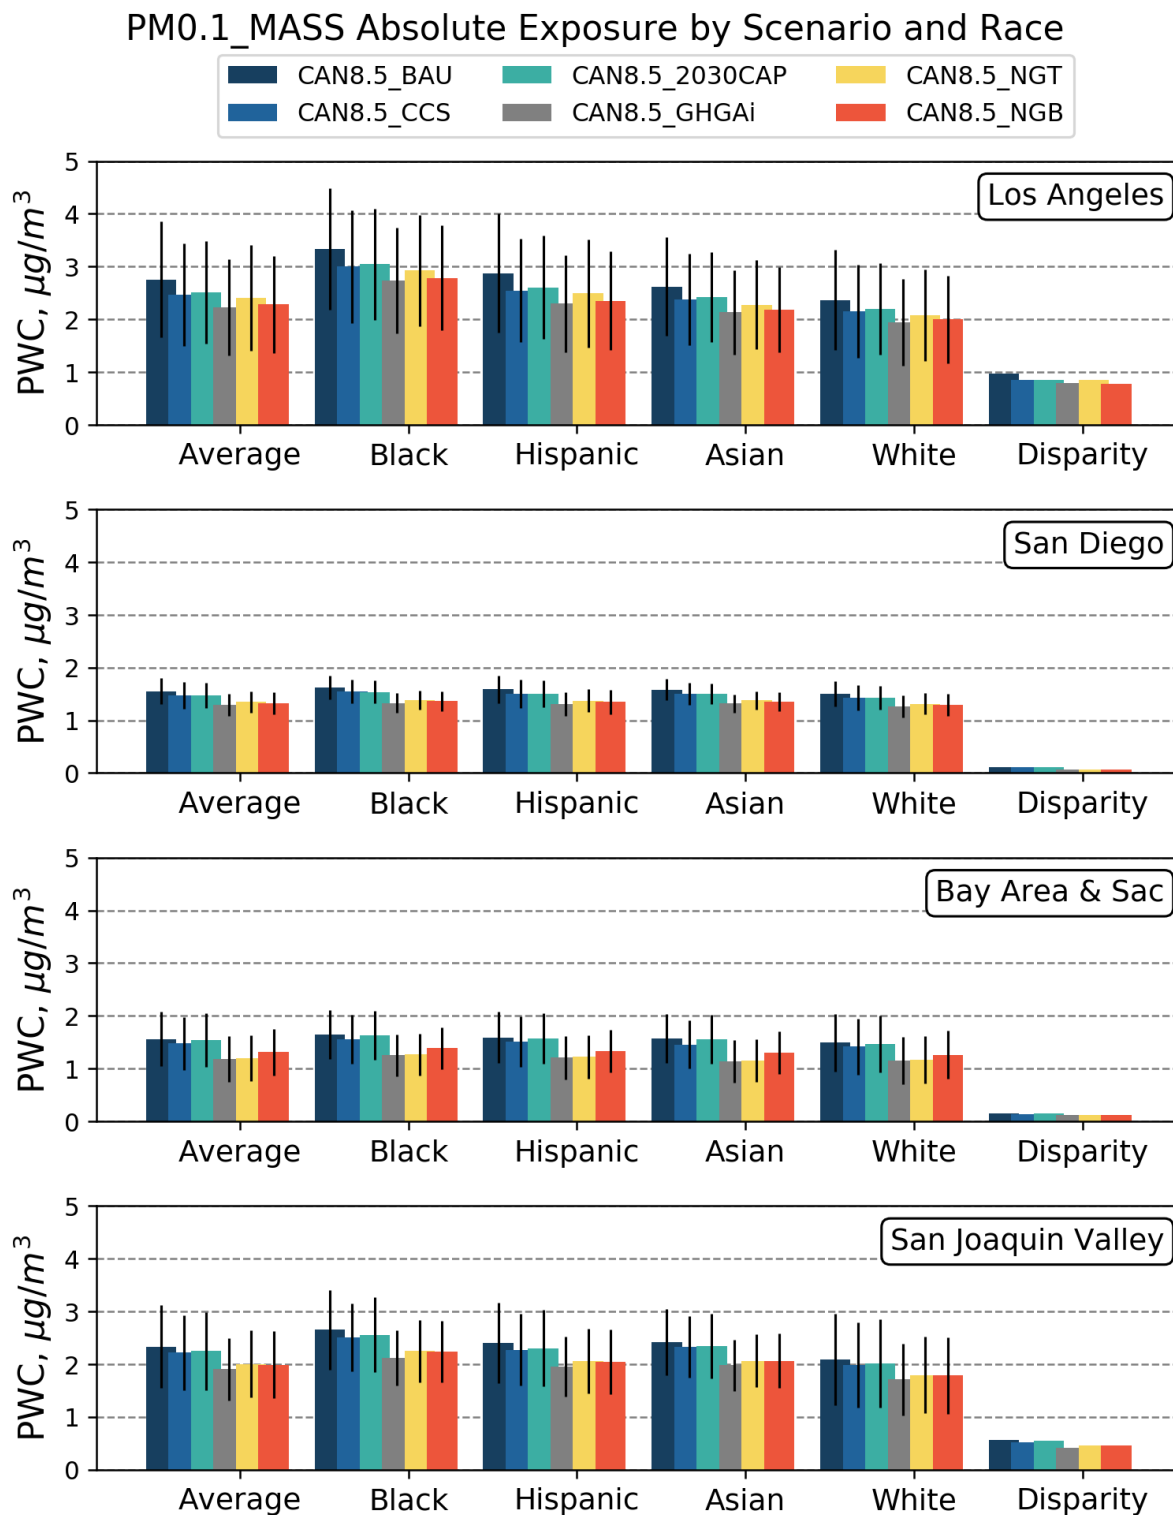 PM0.1_MASS Absolute Exposure by Scenario and Race
CAN8.5_BAU CAN8.5_2030CAP CAN8.5_NGT
CAN8.5_CCS CAN8.5_GHGAi CAN8.5_NGB
Los Angeles
PWC, μg/m³
5
4
3
2
1
0
Average Black Hispanic Asian White Disparity
San Diego
PWC, μg/m³
5
4
3
2
1
0
Average Black Hispanic Asian White Disparity
Bay Area & Sac
PWC, μg/m³
5
4
3
2
1
0
Average Black Hispanic Asian White Disparity
San Joaquin Valley
PWC, μg/m³
5
4
3
2
1
0
Average Black Hispanic Asian White Disparity